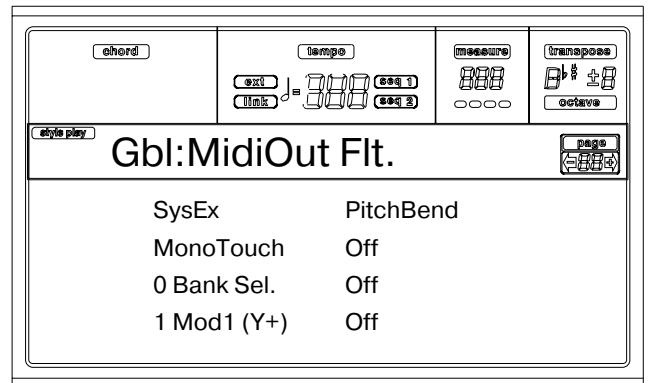 chord
tempo
measure
transpose
ext
seq 1
link
seq 2
octave
style play
Gbl:MidiOut Flt.
page
SysEx PitchBend
MonoTouch Off
0 Bank Sel. Off
1 Mod1 (Y+) Off